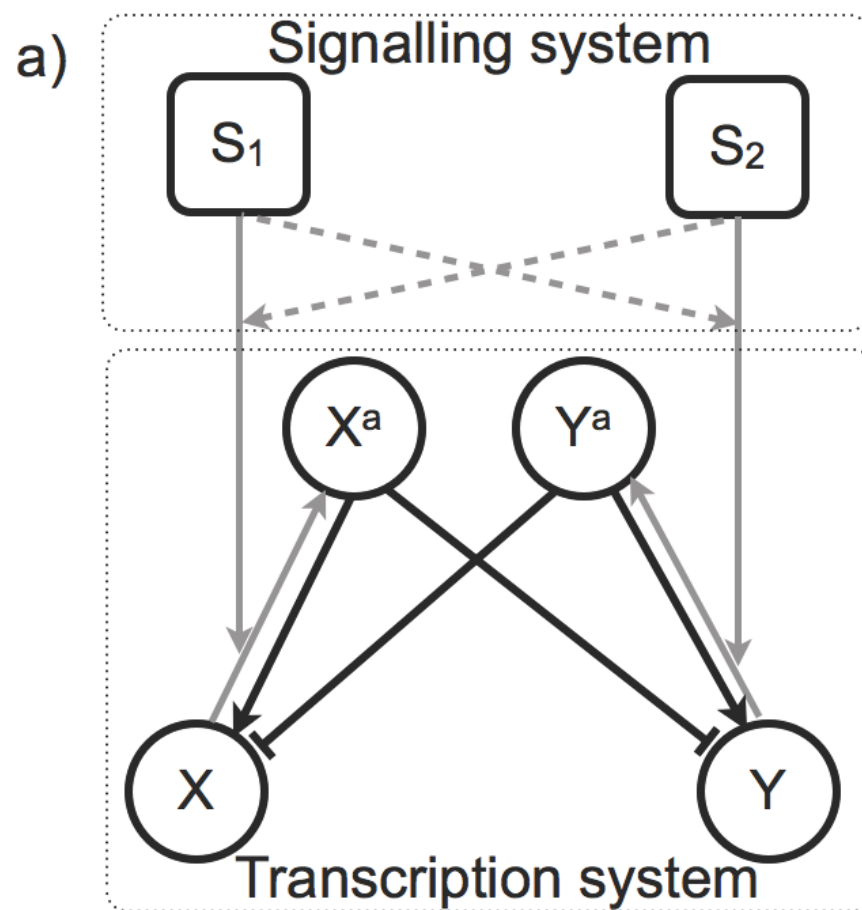 a)
Signalling system
S₁
S₂
Xᵃ
Yᵃ
X
Y
Transcription system